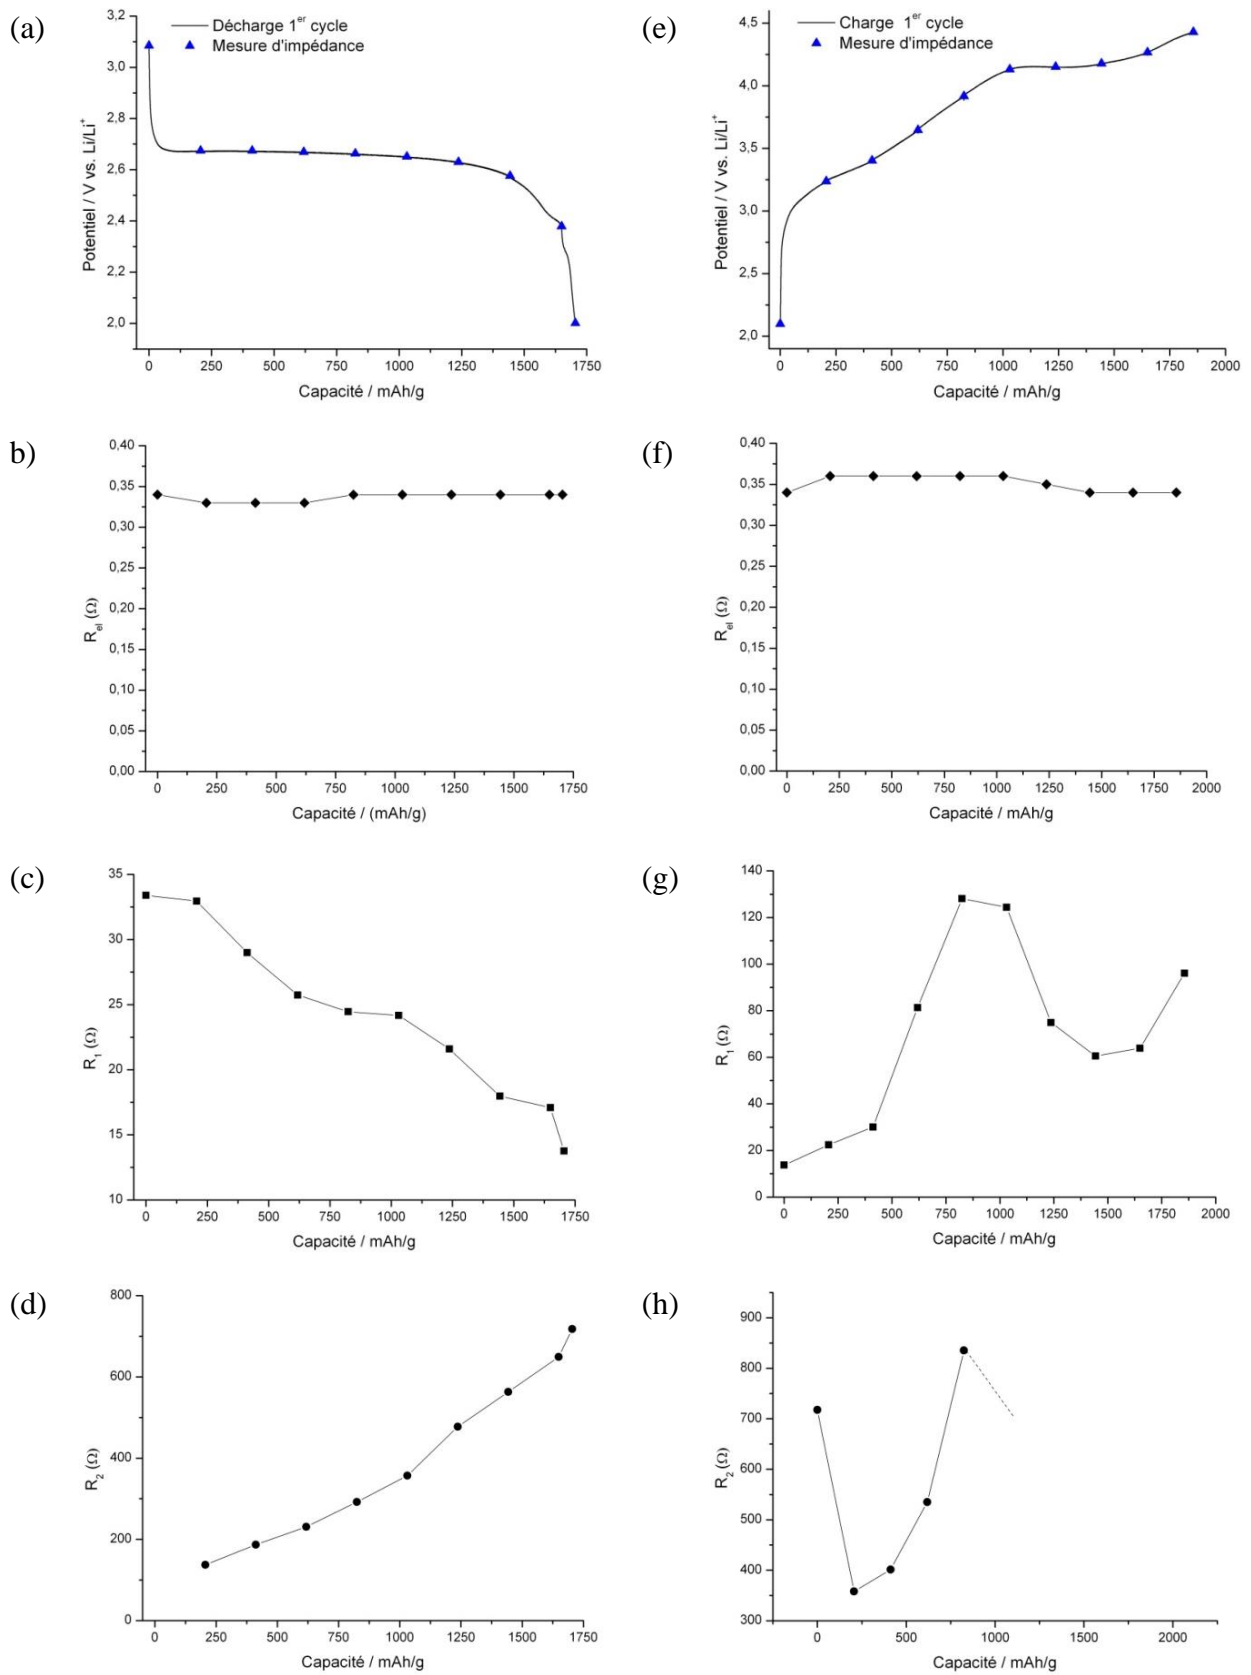 (a)
3,2
3,0
2,8
2,6
2,4
2,2
2,0
Potentiel / V vs. Li/Li⁺
Décharge 1er cycle
Mesure d'impédance
0 250 500 750 1000 1250 1500 1750
Capacité / mAh/g
(e)
4,5
4,0
3,5
3,0
2,5
2,0
Potentiel / V vs. Li/Li⁺
Charge 1er cycle
Mesure d'impédance
0 250 500 750 1000 1250 1500 1750 2000
Capacité / mAh/g
b)
0,40
0,35
0,30
0,25
0,20
0,15
0,10
0,05
0,00
Rel (Ω)
0 250 500 750 1000 1250 1500 1750
Capacité / (mAh/g)
(f)
0,40
0,35
0,30
0,25
0,20
0,15
0,10
0,05
0,00
Rel (Ω)
0 250 500 750 1000 1250 1500 1750 2000
Capacité / mAh/g
(c)
35
30
25
20
15
10
R1 (Ω)
0 250 500 750 1000 1250 1500 1750
Capacité / mAh/g
(g)
140
120
100
80
60
40
20
0
R1 (Ω)
0 250 500 750 1000 1250 1500 1750 2000
Capacité / mAh/g
(d)
800
600
400
200
0
R2 (Ω)
0 250 500 750 1000 1250 1500 1750
Capacité / mAh/g
(h)
900
800
700
600
500
400
300
R2 (Ω)
0 500 1000 1500 2000
Capacité / mAh/g